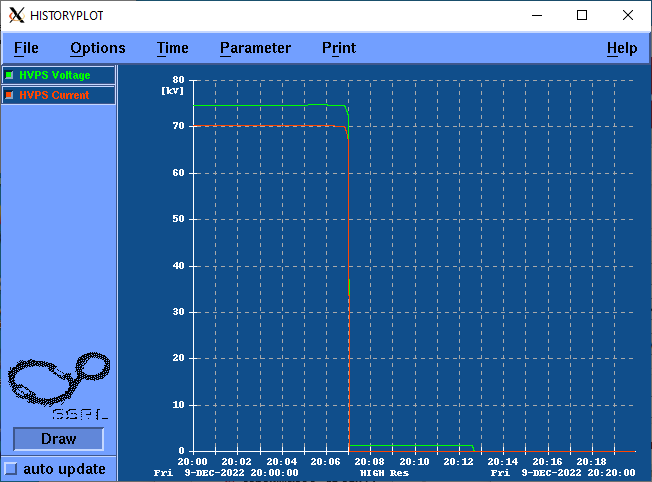 HISTORYPLOT
File Options Time Parameter Print Help
HVPS Voltage
HVPS Current
80
[kV]
70
60
50
40
30
20
10
0
20:00 20:02 20:04 20:06 20:08 20:10 20:12 20:14 20:16 20:18
Fri 9-DEC-2022 20:00:00 HIGH Res Fri 9-DEC-2022 20:20:00
SSRL
Draw
auto update